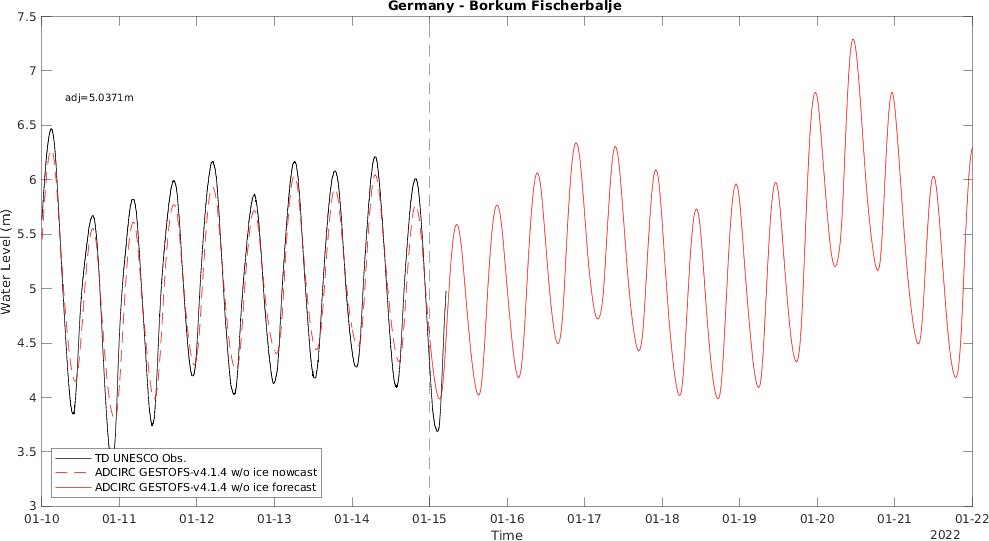 Germany - Borkum Fischerbalje
7.5
7
6.5
6
5.5
5
4.5
4
3.5
3
Water Level (m)
adj=5.0371m
TD UNESCO Obs.
ADCIRC GESTOFS-v4.1.4 w/o ice nowcast
ADCIRC GESTOFS-v4.1.4 w/o ice forecast
01-10 01-11 01-12 01-13 01-14 01-15 01-16 01-17 01-18 01-19 01-20 01-21 01-22
Time
2022